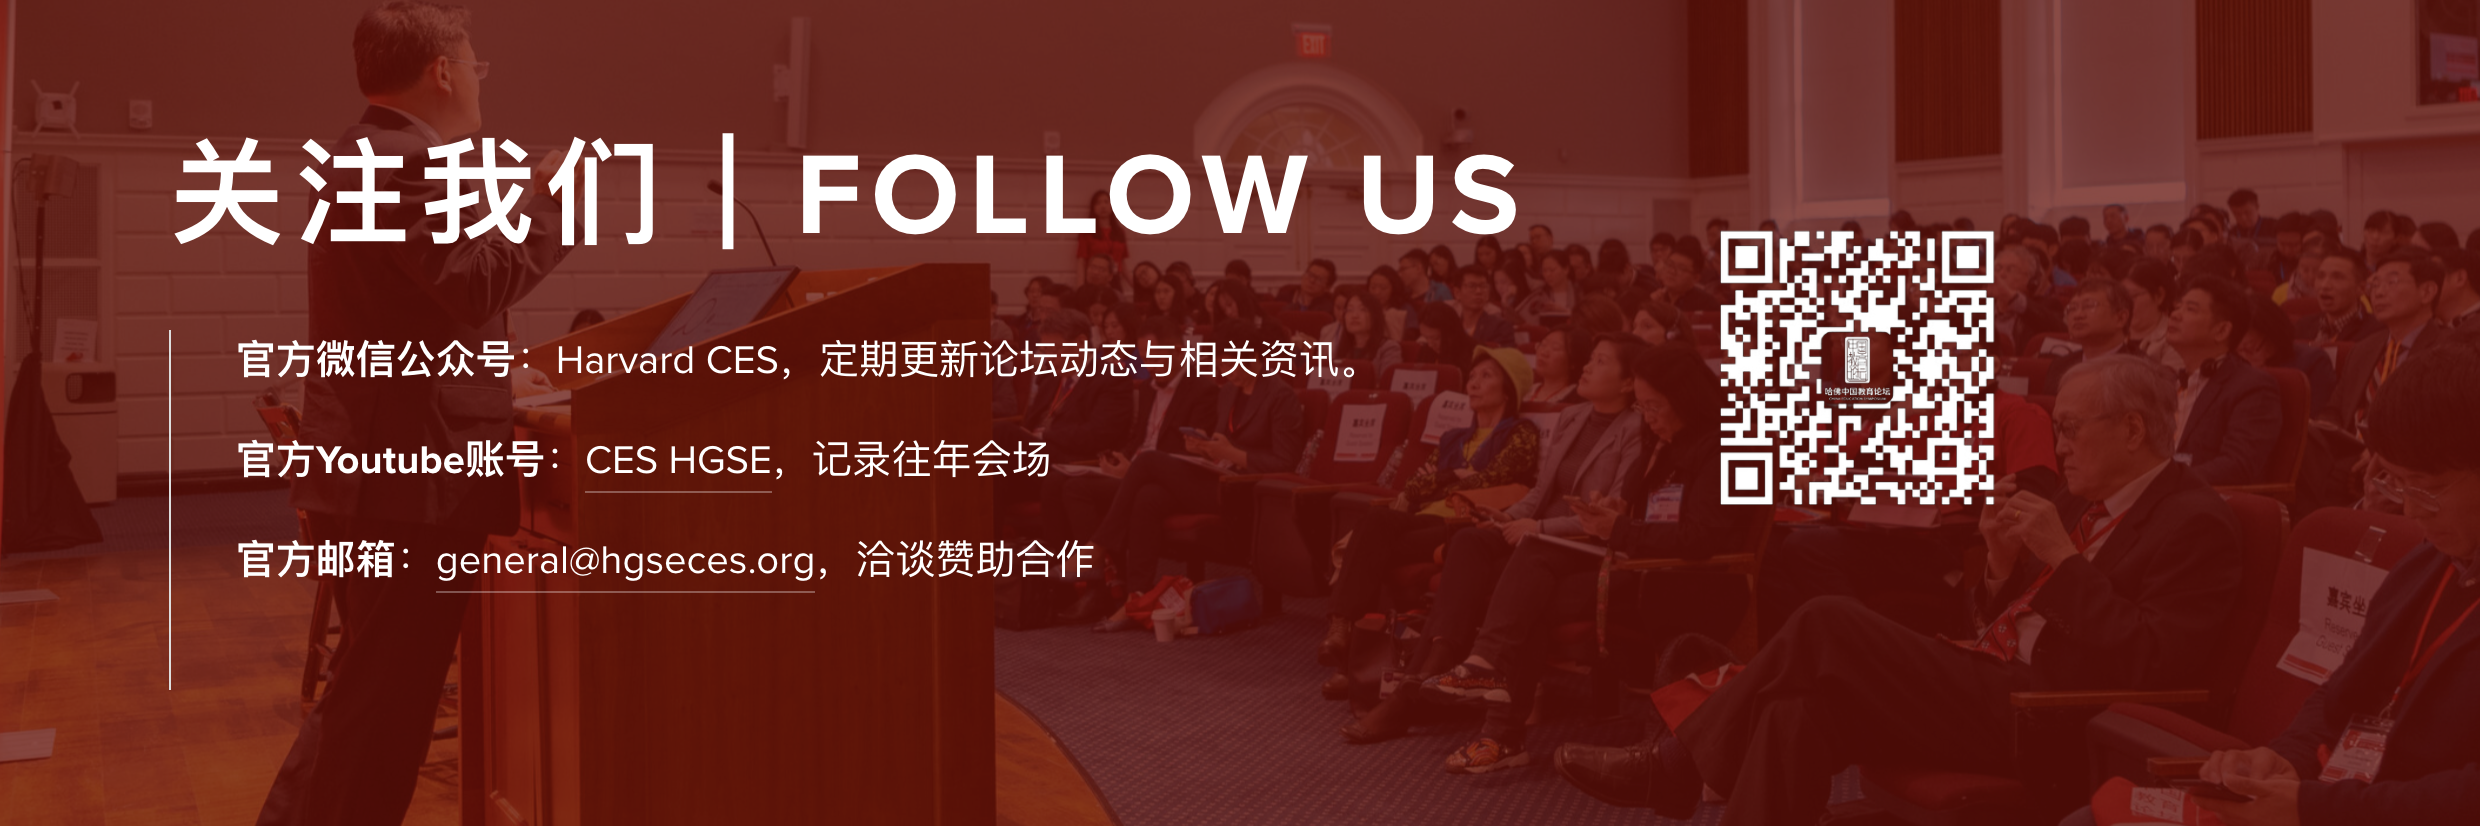 EXIT
关注我们 | FOLLOW US
官方微信公众号：Harvard CES，定期更新论坛动态与相关资讯。
官方Youtube账号：CES HGSE，记录往年会场
官方邮箱：general@hgseces.org，洽谈赞助合作
哈佛中国教育论坛
嘉宾坐